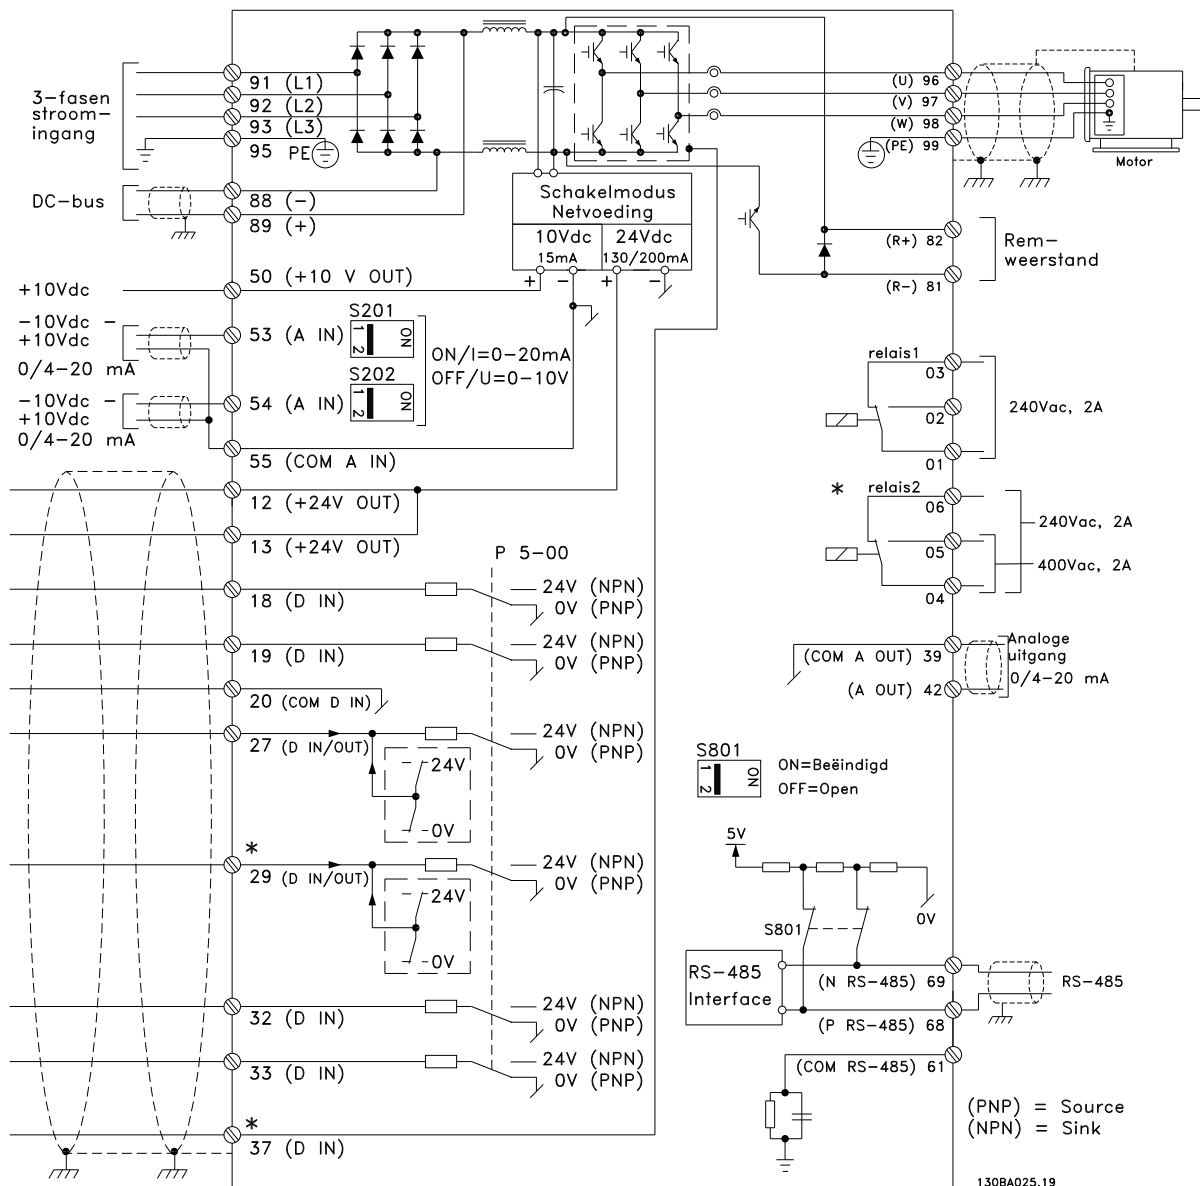 3-fasen
stroom-
ingang
91 (L1)
92 (L2)
93 (L3)
95 PE
DC-bus
88 (-)
89 (+)
Schakelmodus
Netvoeding
10Vdc
15mA
24Vdc
130/200mA
+ - + -
(U) 96
(V) 97
(W) 98
(PE) 99
Motor
(R+) 82
(R-) 81
Rem-
weerstand
+10Vdc
50 (+10 V OUT)
-10Vdc -
+10Vdc
0/4-20 mA
53 (A IN)
S201
1 2
ON
ON/I=0-20mA
OFF/U=0-10V
-10Vdc -
+10Vdc
0/4-20 mA
54 (A IN)
S202
1 2
ON
55 (COM A IN)
12 (+24V OUT)
13 (+24V OUT)
relais1
03
02
01
240Vac, 2A
*
relais2
06
05
04
240Vac, 2A
400Vac, 2A
P 5-00
18 (D IN)
24V (NPN)
0V (PNP)
19 (D IN)
24V (NPN)
0V (PNP)
20 (COM D IN)
27 (D IN/OUT)
24V (NPN)
0V (PNP)
24V
0V
*
29 (D IN/OUT)
24V (NPN)
0V (PNP)
24V
0V
32 (D IN)
24V (NPN)
0V (PNP)
33 (D IN)
24V (NPN)
0V (PNP)
*
37 (D IN)
(COM A OUT) 39
(A OUT) 42
Analoge
uitgang
0/4-20 mA
S801
1 2
ON
ON=Beëindigd
OFF=Open
5V
0V
S801
RS-485
Interface
(N RS-485) 69
(P RS-485) 68
(COM RS-485) 61
RS-485
(PNP) = Source
(NPN) = Sink
130BA025.19